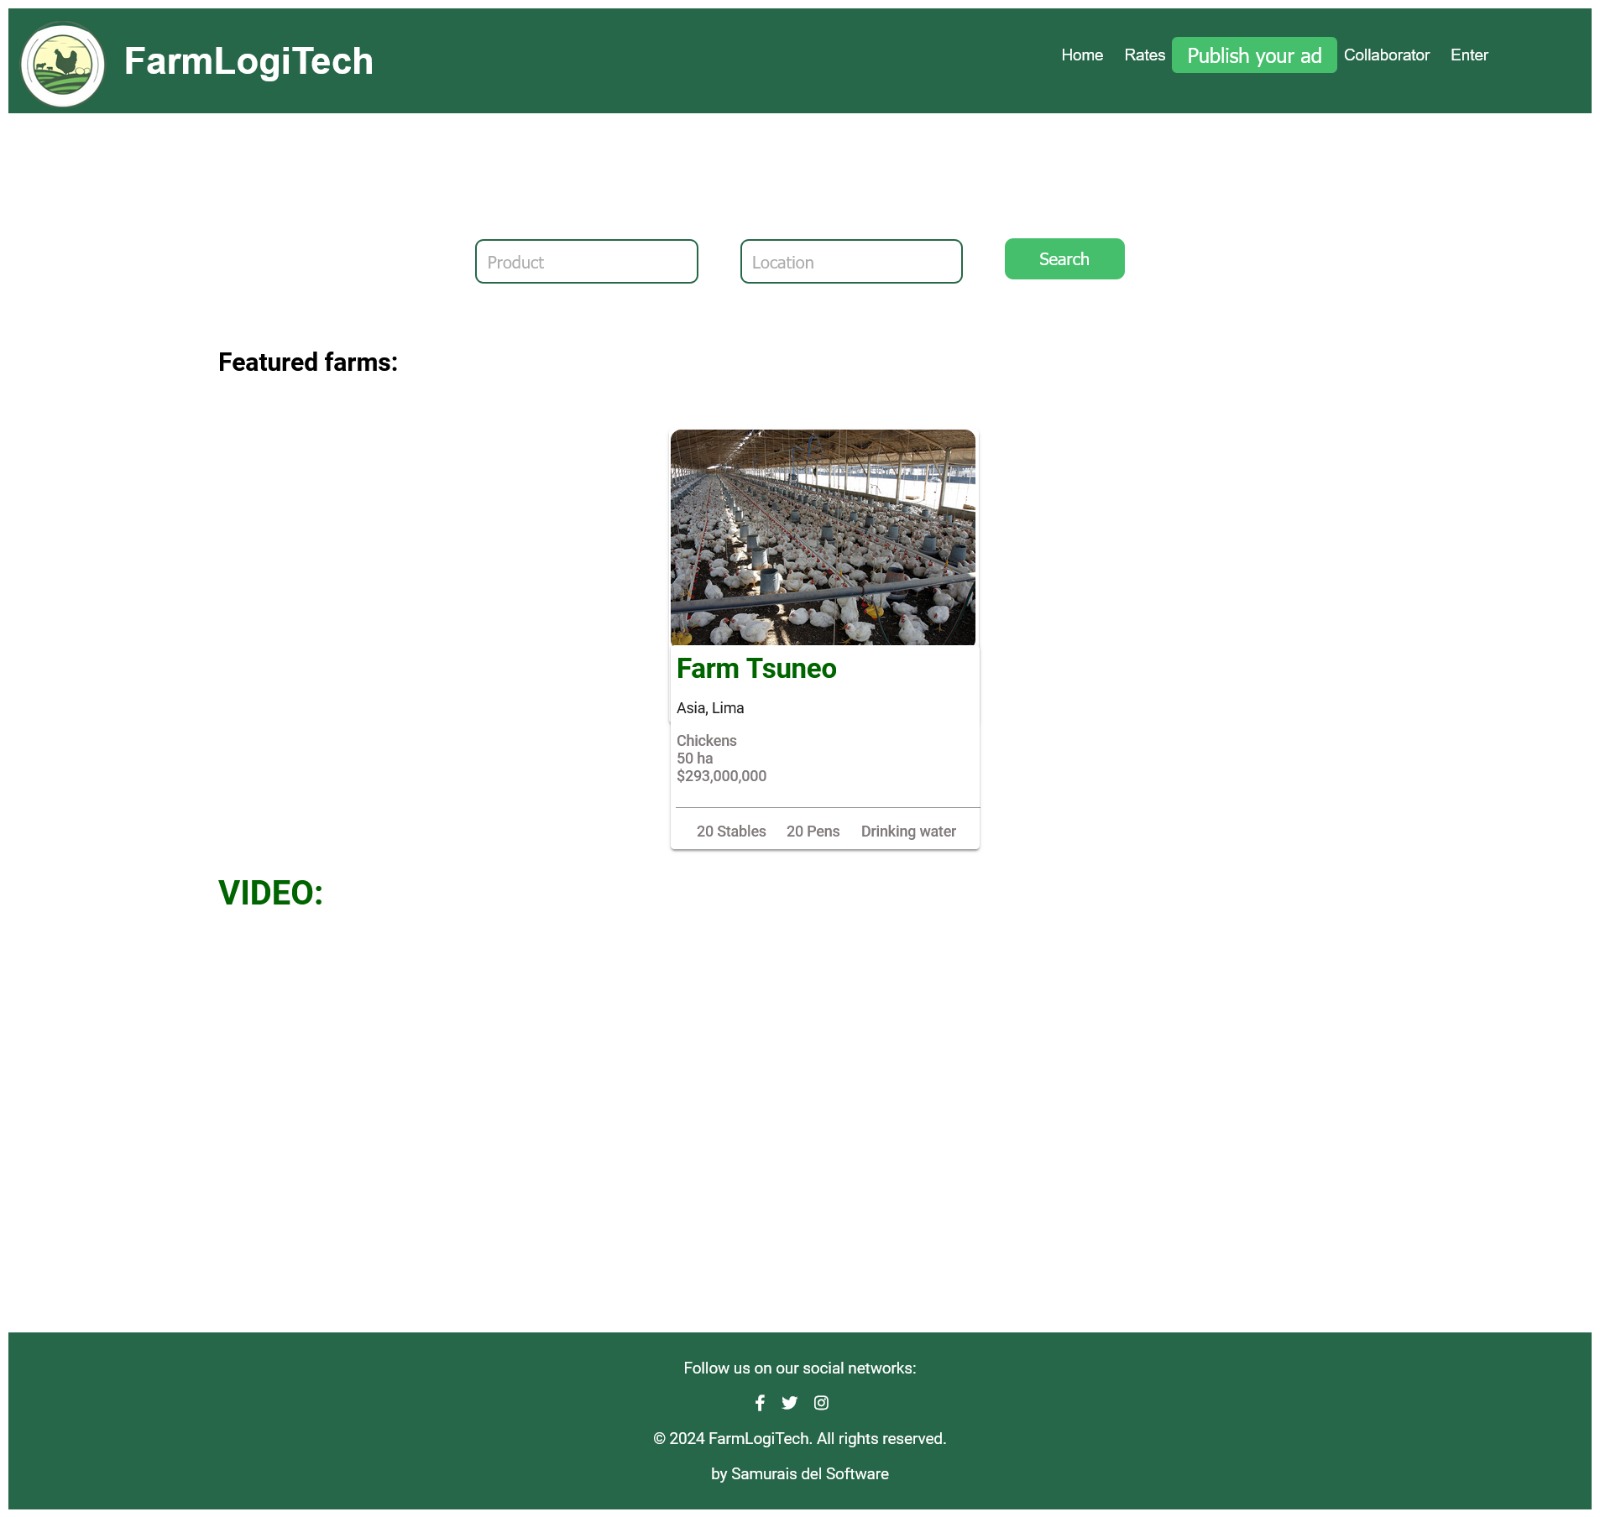 FarmLogiTech
Home Rates Publish your ad Collaborator Enter
Product Location Search
Featured farms:
Farm Tsuneo
Asia, Lima
Chickens
50 ha
$293,000,000
20 Stables 20 Pens Drinking water
VIDEO:
Follow us on our social networks:
© 2024 FarmLogiTech. All rights reserved.
by Samurais del Software